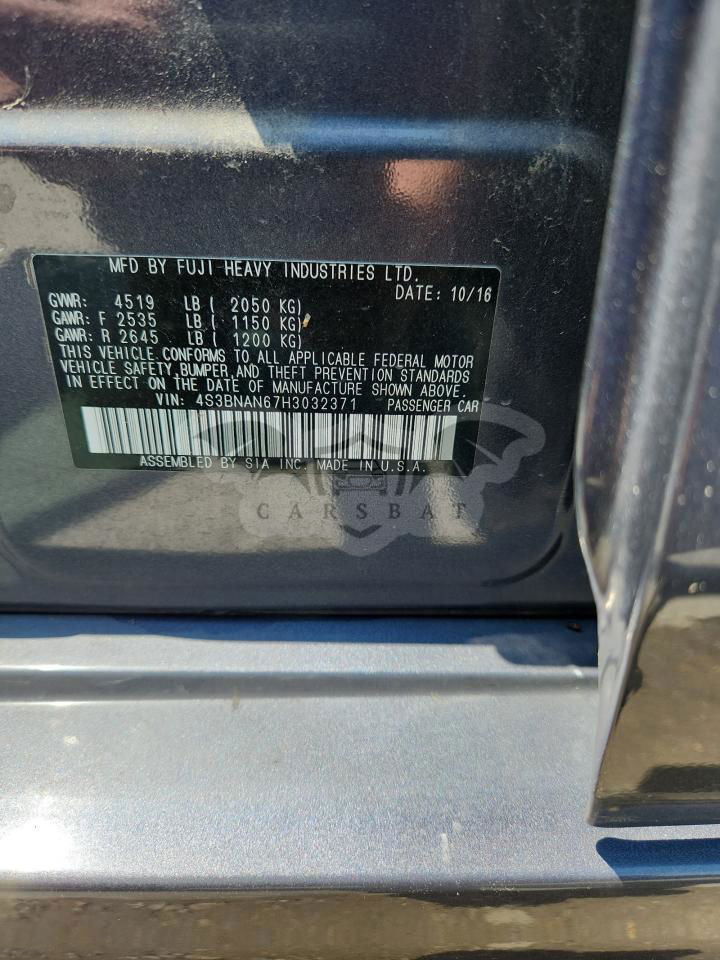 MFD BY FUJI HEAVY INDUSTRIES LTD.
DATE: 10/16
GVWR: 4519 LB ( 2050 KG)
GAWR: F 2535 LB ( 1150 KG)
GAWR: R 2645 LB ( 1200 KG)
THIS VEHICLE CONFORMS TO ALL APPLICABLE FEDERAL MOTOR
VEHICLE SAFETY,BUMPER,AND THEFT PREVENTION STANDARDS
IN EFFECT ON THE DATE OF MANUFACTURE SHOWN ABOVE.
VIN: 4S3BNAN67H3032371 PASSENGER CAR
ASSEMBLED BY SIA INC. MADE IN U.S.A.
CARSBAT